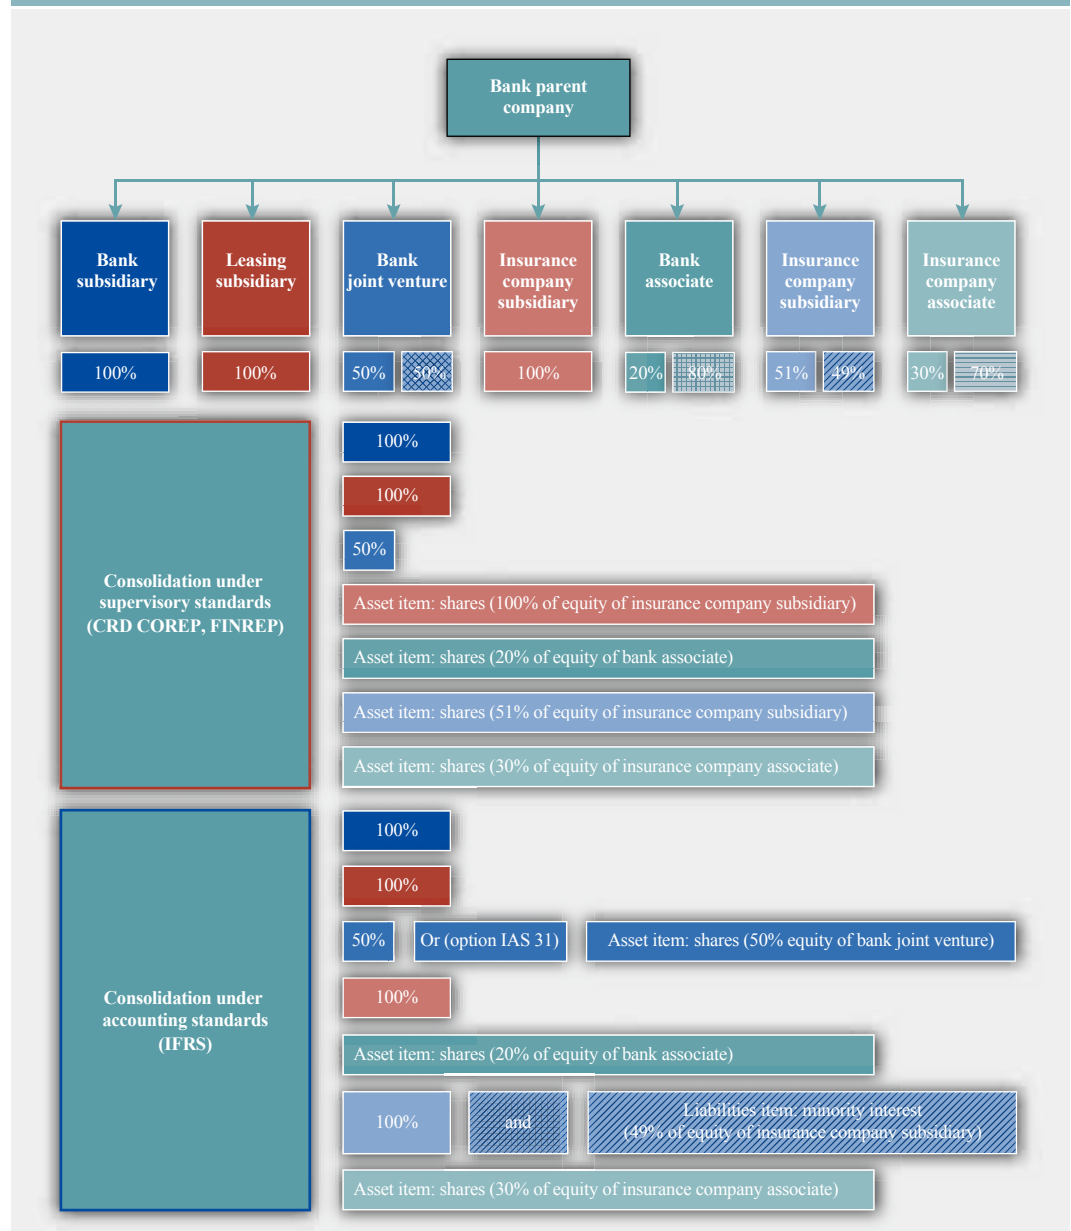 Bank parent
company
Bank
subsidiary
Leasing
subsidiary
Bank
joint venture
Insurance
company
subsidiary
Bank
associate
Insurance
company
subsidiary
Insurance
company
associate
100%
100%
50%
50%
100%
20%
80%
51%
49%
30%
70%
Consolidation under
supervisory standards
(CRD COREP, FINREP)
100%
100%
50%
Asset item: shares (100% of equity of insurance company subsidiary)
Asset item: shares (20% of equity of bank associate)
Asset item: shares (51% of equity of insurance company subsidiary)
Asset item: shares (30% of equity of insurance company associate)
Consolidation under
accounting standards
(IFRS)
100%
100%
50%
Or (option IAS 31)
Asset item: shares (50% equity of bank joint venture)
100%
Asset item: shares (20% of equity of bank associate)
100%
and
Liabilities item: minority interest
(49% of equity of insurance company subsidiary)
Asset item: shares (30% of equity of insurance company associate)